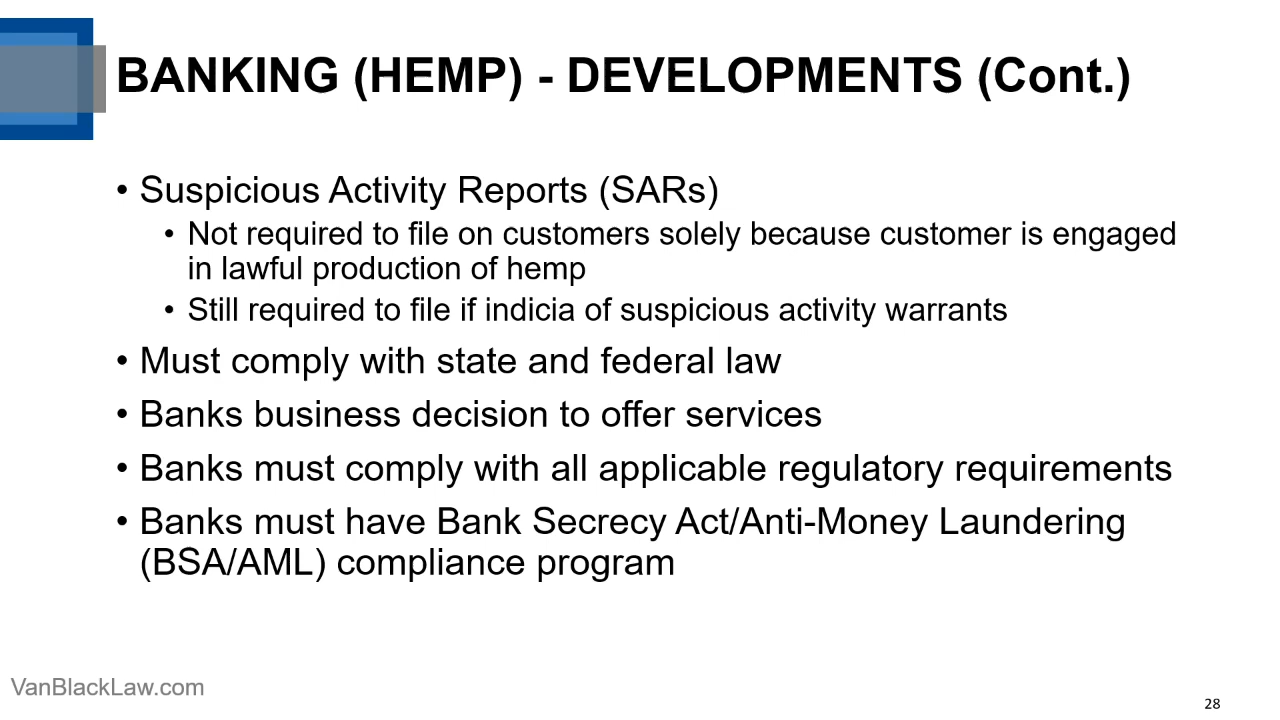 BANKING (HEMP) - DEVELOPMENTS (Cont.)
• Suspicious Activity Reports (SARs)
• Not required to file on customers solely because customer is engaged
in lawful production of hemp
• Still required to file if indicia of suspicious activity warrants
• Must comply with state and federal law
• Banks business decision to offer services
• Banks must comply with all applicable regulatory requirements
• Banks must have Bank Secrecy Act/Anti-Money Laundering
(BSA/AML) compliance program
VanBlackLaw.com
28